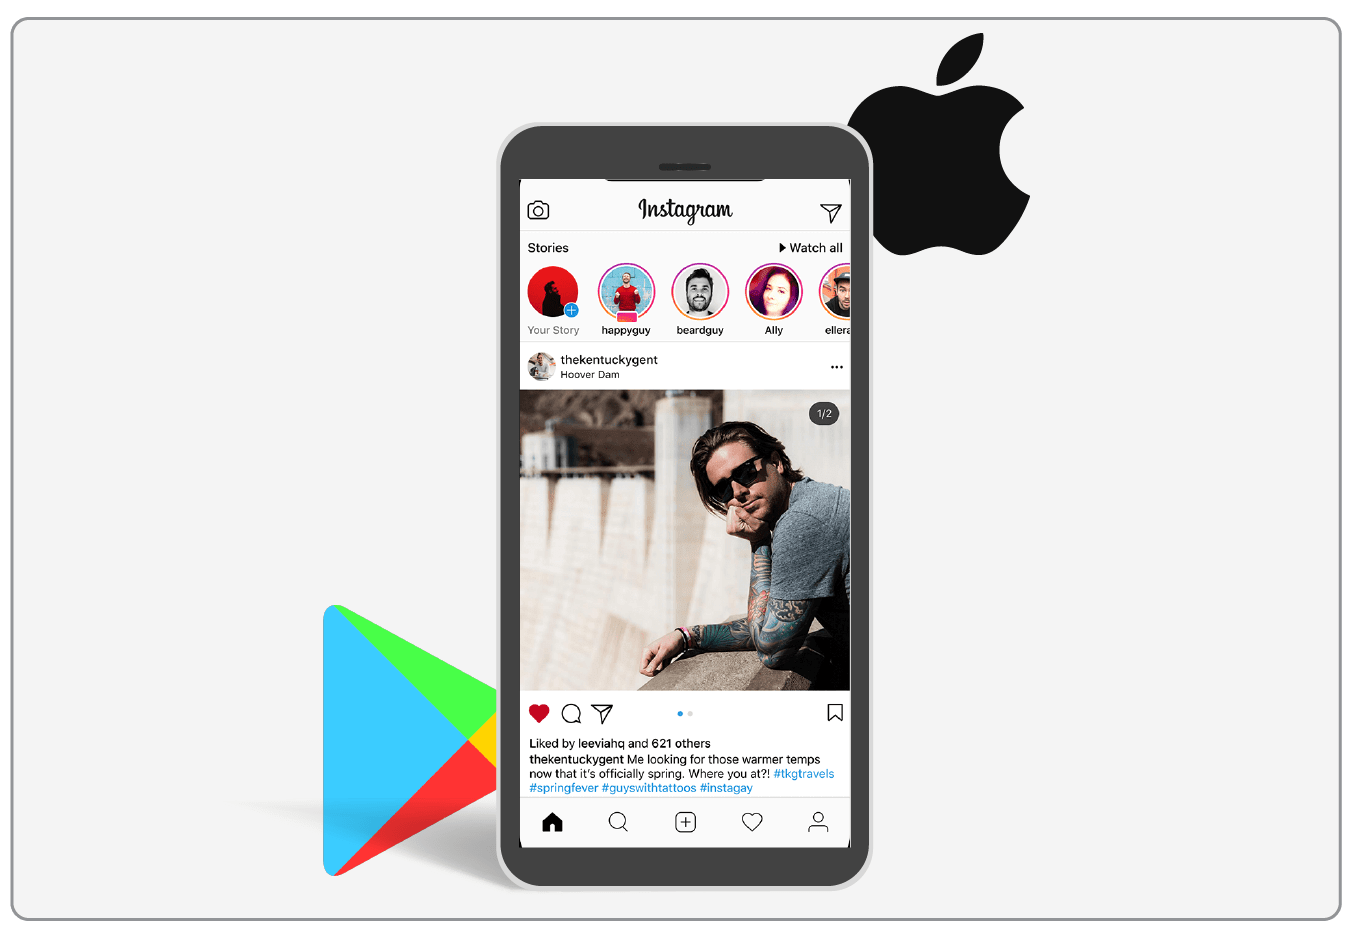 Instagram
Stories
Watch all
Your Story
happyguy
beardguy
Ally
ellera
thekentuckygent
Hoover Dam
1/2
Liked by leeviahq and 621 others
thekentuckygent Me looking for those warmer temps
now that it's officially spring. Where you at?! #tkgtravels
#springfever #guyswithtattoos #instagay